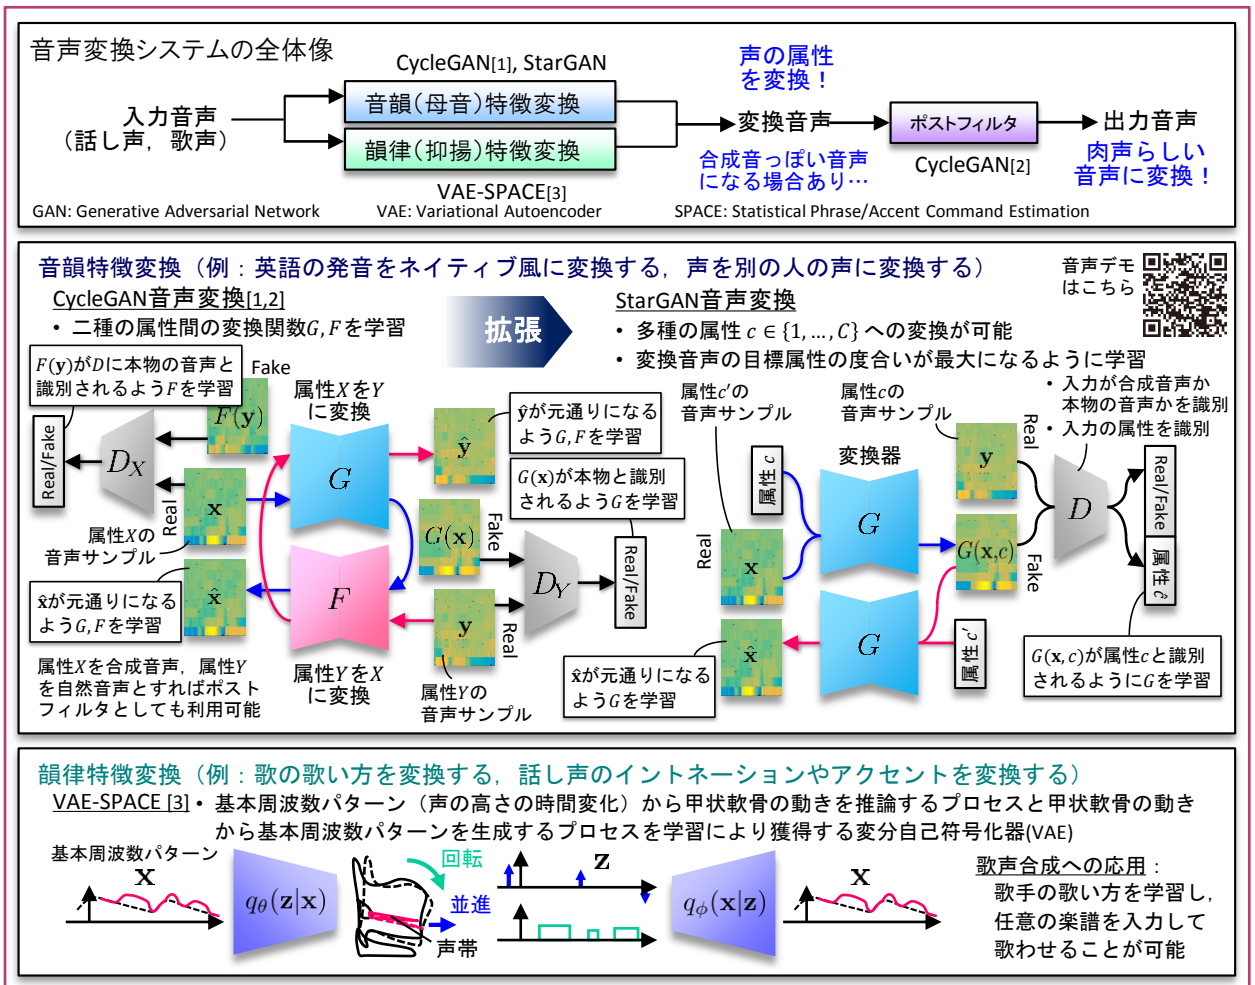 音声変換システムの全体像
CycleGAN[1], StarGAN
入力音声
(話し声，歌声)
音韻(母音)特徴変換
韻律(抑揚)特徴変換
VAE-SPACE[3]
声の属性
を変換！
変換音声
合成音っぽい音声
になる場合あり…
ポストフィルタ
CycleGAN[2]
出力音声
肉声らしい
音声に変換！
GAN: Generative Adversarial Network
VAE: Variational Autoencoder
SPACE: Statistical Phrase/Accent Command Estimation
音韻特徴変換（例：英語の発音をネイティブ風に変換する，声を別の人の声に変換する）
音声デモ
はこちら
CycleGAN音声変換[1,2]
• 二種の属性間の変換関数G, Fを学習
拡張
StarGAN音声変換
• 多種の属性 c ∈ {1, … , C} への変換が可能
• 変換音声の目標属性の度合いが最大になるように学習
F(y)がDに本物の音声と
識別されるようFを学習
Fake
F(y)
Real/Fake
D_X
Real
x
属性Xの
音声サンプル
x̂が元通りになる
ようG, Fを学習
x̂
属性Xを合成音声，属性Y
を自然音声とすればポスト
フィルタとしても利用可能
属性XをY
に変換
G
F
属性YをX
に変換
ŷ
ŷが元通りになる
ようG, Fを学習
G(x)が本物と識別
されるようGを学習
G(x)
Fake
D_Y
Real/Fake
y
Real
属性Yの
音声サンプル
属性c′の
音声サンプル
属性cの
音声サンプル
• 入力が合成音声か
本物の音声かを識別
• 入力の属性を識別
属性 c
変換器
G
Real
x
y
Real
G(x,c)
Fake
D
Real/Fake
属性 ĉ
x̂
G
属性 c′
x̂が元通りになる
ようGを学習
G(x, c)が属性cと識別
されるようにGを学習
韻律特徴変換（例：歌の歌い方を変換する，話し声のイントネーションやアクセントを変換する）
VAE-SPACE [3] • 基本周波数パターン（声の高さの時間変化）から甲状軟骨の動きを推論するプロセスと甲状軟骨の動き
から基本周波数パターンを生成するプロセスを学習により獲得する変分自己符号化器(VAE)
基本周波数パターン
x
q_θ(z|x)
回転
並進
声帯
z
q_ϕ(x|z)
x
歌声合成への応用：
歌手の歌い方を学習し，
任意の楽譜を入力して
歌わせることが可能